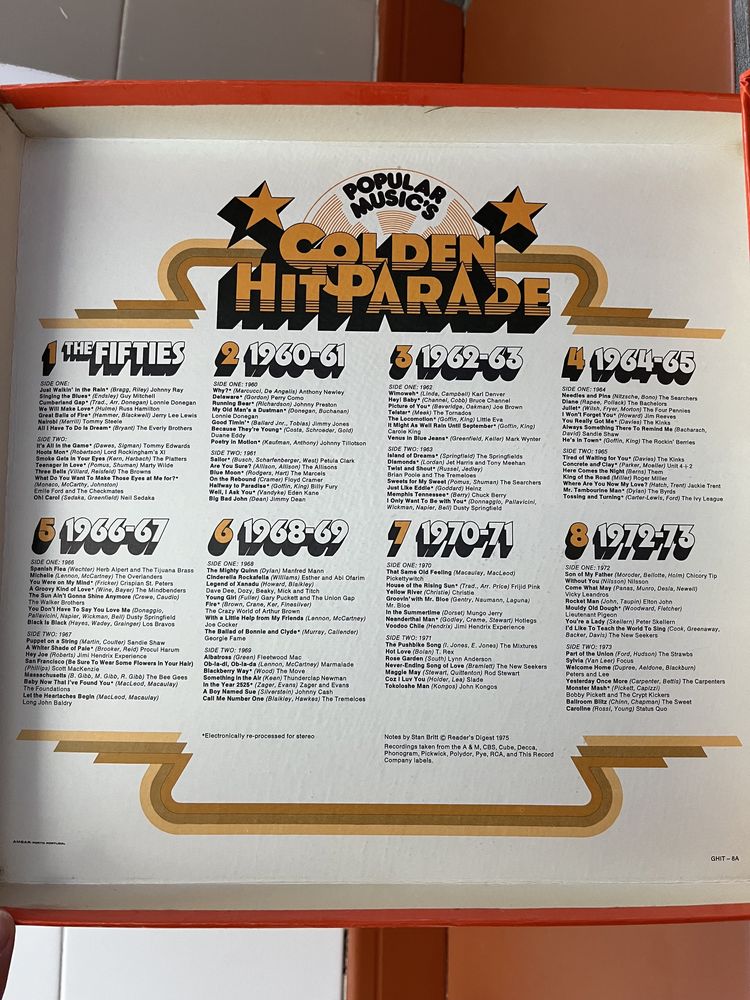 POPULAR
MUSIC'S
GOLDEN
HIT PARADE
1 THE FIFTIES
SIDE ONE:
Just Walkin' in the Rain* (Bragg, Riley) Johnny Ray
Singing the Blues* (Endsley) Guy Mitchell
Cumberland Gap* (Trad., Arr. Donegan) Lonnie Donegan
We Will Make Love* (Hulme) Russ Hamilton
Great Balls of Fire* (Hammer, Blackwell) Jerry Lee Lewis
Nairobi (Merrill) Tommy Steele
All I Have To Do is Dream* (Bryant) The Everly Brothers
SIDE TWO:
It's All in the Game* (Dawes, Sigman) Tommy Edwards
Hoots Mon* (Robertson) Lord Rockingham's XI
Smoke Gets in Your Eyes (Kern, Harbach) The Platters
Teenager in Love* (Pomus, Shuman) Marty Wilde
Three Bells (Villard, Reisfeld) The Browns
What Do You Want To Make Those Eyes at Me for?*
(Monaco, McCarthy, Johnston)
Emile Ford and The Checkmates
Oh! Carol (Sedaka, Greenfield) Neil Sedaka
2 1960-61
SIDE ONE: 1960
Why?* (Marcucci, De Angelis) Anthony Newley
Delaware* (Gordon) Perry Como
Running Bear* (Richardson) Johnny Preston
My Old Man's a Dustman* (Donegan, Buchanan)
Lonnie Donegan
Good Timin'* (Ballard Jnr., Tobias) Jimmy Jones
Because They're Young* (Costa, Schroeder, Gold)
Duane Eddy
Poetry in Motion* (Kaufman, Anthony) Johnny Tillotson
SIDE TWO: 1961
Sailor* (Busch, Scharfenberger, West) Petula Clark
Are You Sure? (Allison, Allison) The Allisons
Blue Moon* (Rodgers, Hart) The Marcels
On the Rebound (Cramer) Floyd Cramer
Halfway to Paradise* (Goffin, King) Billy Fury
Well, I Ask You* (Vandyke) Eden Kane
Big Bad John (Dean) Jimmy Dean
3 1962-63
SIDE ONE: 1962
Wimoweh* (Linda, Campbell) Karl Denver
Hey! Baby* (Channel, Cobb) Bruce Channel
Picture of You* (Beveridge, Oakman) Joe Brown
Telstar* (Meek) The Tornados
The Locomotion* (Goffin, King) Little Eva
It Might As Well Rain Until September* (Goffin, King)
Carole King
Venus in Blue Jeans* (Greenfield, Keller) Mark Wynter
SIDE TWO: 1963
Island of Dreams* (Springfield) The Springfields
Diamonds* (Lordan) Jet Harris and Tony Meehan
Twist and Shout* (Russel, Jedley)
Brian Poole and The Tremeloes
Sweets for My Sweet (Pomus, Shuman) The Searchers
Just Like Eddie* (Goddard) Heinz
Memphis Tennessee* (Berry) Chuck Berry
I Only Want To Be with You* (Donnaggio, Pallavicini,
Wickman, Napier, Bell) Dusty Springfield
4 1964-65
SIDE ONE: 1964
Needles and Pins (Nitzsche, Bono) The Searchers
Diane (Rapee, Pollack) The Bachelors
Juliet* (Wilsh, Fryer, Morton) The Four Pennies
I Won't Forget You* (Howard) Jim Reeves
You Really Got Me* (Davies) The Kinks
Always Something There To Remind Me (Bacharach,
David) Sandie Shaw
He's in Town* (Goffin, King) The Rockin' Berries
SIDE TWO: 1965
Tired of Waiting for You* (Davies) The Kinks
Concrete and Clay* (Parker, Moeller) Unit 4+2
Here Comes the Night (Berns) Them
King of the Road (Miller) Roger Miller
Where Are You Now My Love? (Hatch, Trent) Jackie Trent
Mr. Tambourine Man* (Dylan) The Byrds
Tossing and Turning* (Carter-Lewis, Ford) The Ivy League
5 1966-67
SIDE ONE: 1966
Spanish Flea (Wechter) Herb Alpert and The Tijuana Brass
Michelle (Lennon, McCartney) The Overlanders
You Were on My Mind* (Fricker) Crispian St. Peters
A Groovy Kind of Love* (Wine, Bayer) The Mindbenders
The Sun Ain't Gonna Shine Anymore (Crewe, Gaudio)
The Walker Brothers
You Don't Have To Say You Love Me (Donaggio,
Pallavicini, Napier, Wickman, Bell) Dusty Springfield
Black Is Black (Hayes, Wadey, Grainger) Los Bravos
SIDE TWO: 1967
Puppet on a String (Martin, Coulter) Sandie Shaw
A Whiter Shade of Pale* (Brooker, Reid) Procul Harum
Hey Joe (Roberts) Jimi Hendrix Experience
San Francisco (Be Sure To Wear Some Flowers In Your Hair)
(Phillips) Scott MacKenzie
Massachusetts (B. Gibb, M. Gibb, R. Gibb) The Bee Gees
Baby Now That I've Found You* (MacLeod, Macaulay)
The Foundations
Let the Heartaches Begin (MacLeod, Macaulay)
Long John Baldry
6 1968-69
SIDE ONE: 1968
The Mighty Quinn (Dylan) Manfred Mann
Cinderella Rockafella (Williams) Esther and Abi Ofarim
Legend of Xanadu (Howard, Blaikley)
Dave Dee, Dozy, Beaky, Mick and Titch
Young Girl (Fuller) Gary Puckett and The Union Gap
Fire* (Brown, Crane, Ker, Finesilver)
The Crazy World of Arthur Brown
With a Little Help from My Friends (Lennon, McCartney)
Joe Cocker
The Ballad of Bonnie and Clyde* (Murray, Callender)
Georgie Fame
SIDE TWO: 1969
Albatross (Green) Fleetwood Mac
Ob-la-di, Ob-la-da (Lennon, McCartney) Marmalade
Blackberry Way* (Wood) The Move
Something in the Air (Keen) Thunderclap Newman
In the Year 2525* (Zager, Evans) Zager and Evans
A Boy Named Sue (Silverstein) Johnny Cash
Call Me Number One (Blaikley, Hawkes) The Tremeloes
7 1970-71
SIDE ONE: 1970
That Same Old Feeling (Macaulay, MacLeod)
Pickettywitch
House of the Rising Sun* (Trad., Arr. Price) Frijid Pink
Yellow River (Christie) Christie
Groovin' with Mr. Bloe (Gentry, Naumann, Laguna)
Mr. Bloe
In the Summertime (Dorset) Mungo Jerry
Neanderthal Man* (Godley, Creme, Stewart) Hotlegs
Voodoo Chile (Hendrix) Jimi Hendrix Experience
SIDE TWO: 1971
The Pushbike Song (I. Jones, E. Jones) The Mixtures
Hot Love (Bolan) T. Rex
Rose Garden (South) Lynn Anderson
Never-Ending Song of Love (Bramlett) The New Seekers
Maggie May (Stewart, Quittenton) Rod Stewart
Coz I Luv You (Holder, Lea) Slade
Tokoloshe Man (Kongos) John Kongos
8 1972-73
SIDE ONE: 1972
Son of My Father (Moroder, Bellotte, Holm) Chicory Tip
Without You (Nilsson) Nilsson
Come What May (Panas, Munro, Desla, Newell)
Vicky Leandros
Rocket Man (John, Taupin) Elton John
Mouldy Old Dough* (Woodward, Fletcher)
Lieutenant Pigeon
You're a Lady (Skellern) Peter Skellern
I'd Like To Teach the World To Sing (Cook, Greenaway,
Backer, Davis) The New Seekers
SIDE TWO: 1973
Part of the Union (Ford, Hudson) The Strawbs
Sylvia (Van Leer) Focus
Welcome Home (Dupree, Aeldone, Blackburn)
Peters and Lee
Yesterday Once More (Carpenter, Bettis) The Carpenters
Monster Mash* (Pickett, Capizzi)
Bobby Pickett and The Crypt Kickers
Ballroom Blitz (Chinn, Chapman) The Sweet
Caroline (Rossi, Young) Status Quo
*Electronically re-processed for stereo
Notes by Stan Britt © Reader's Digest 1975
Recordings taken from the A & M, CBS, Cube, Decca,
Phonogram, Pickwick, Polydor, Pye, RCA, and This Record
Company labels.
AMBAR-PORTO PORTUGAL
GHIT – 8A